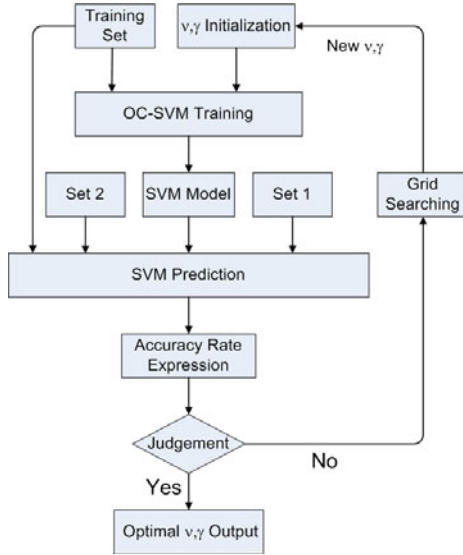 Training
Set
ν,γ Initialization
New ν,γ
OC-SVM Training
Set 2
SVM Model
Set 1
Grid
Searching
SVM Prediction
Accuracy Rate
Expression
Judgement
No
Yes
Optimal ν,γ Output